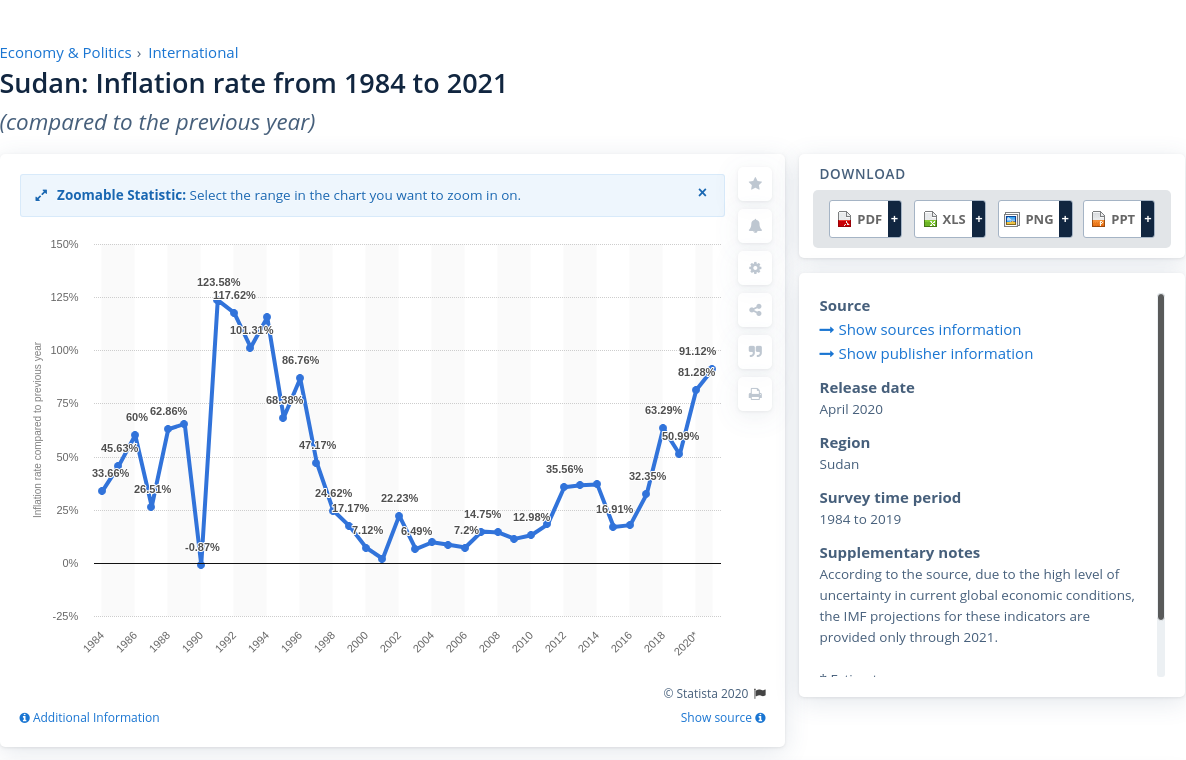 Economy & Politics › International
Sudan: Inflation rate from 1984 to 2021
(compared to the previous year)
Zoomable Statistic: Select the range in the chart you want to zoom in on.
×
150%
125%
100%
75%
50%
25%
0%
-25%
Inflation rate compared to previous year
33.66%
45.63%
60%
26.51%
62.86%
-0.87%
123.58%
117.62%
101.31%
68.38%
86.76%
47.17%
24.62%
17.17%
7.12%
22.23%
6.49%
7.2%
14.75%
12.98%
35.56%
16.91%
32.35%
63.29%
50.99%
81.28%
91.12%
1984
1986
1988
1990
1992
1994
1996
1998
2000
2002
2004
2006
2008
2010
2012
2014
2016
2018
2020*
© Statista 2020
Additional Information
Show source
DOWNLOAD
PDF +
XLS +
PNG +
PPT +
Source
Show sources information
Show publisher information
Release date
April 2020
Region
Sudan
Survey time period
1984 to 2019
Supplementary notes
According to the source, due to the high level of
uncertainty in current global economic conditions,
the IMF projections for these indicators are
provided only through 2021.